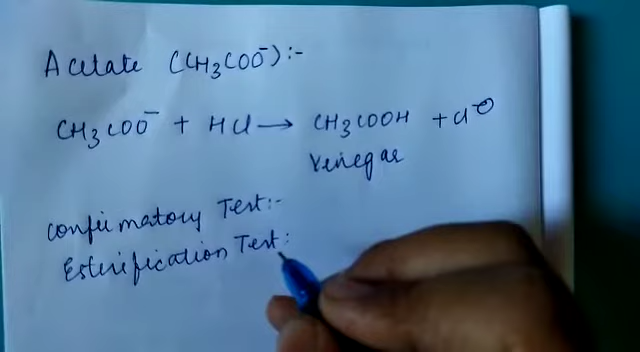 Acetate (CH₃COO⁻):-
CH₃COO⁻ + HCl → CH₃COOH + Cl⊖
Vinegar
Confirmatory Test:-
Esterification Test: